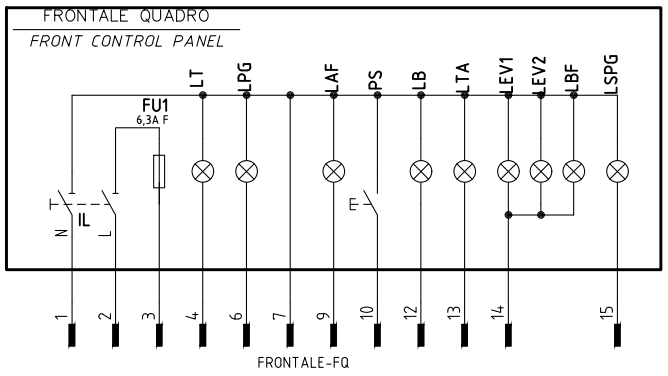 FRONTALE QUADRO
FRONT CONTROL PANEL
LT LPG LAF PS LB LTA LEV1 LEV2 LBF LSPG
FU1
6,3A F
IL
N L
1 2 3 4 6 7 9 10 12 13 14 15
FRONTALE-FQ